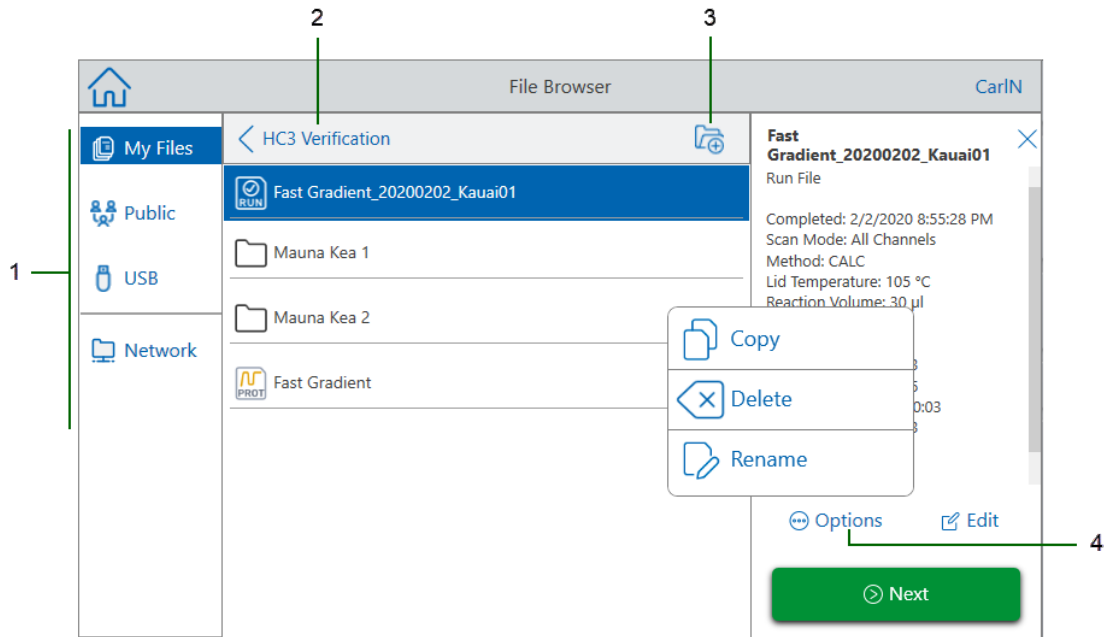 2
3
File Browser
CarlN
1
My Files
Public
USB
Network
HC3 Verification
RUN
Fast Gradient_20200202_Kauai01
Mauna Kea 1
Mauna Kea 2
PROT
Fast Gradient
Fast
Gradient_20200202_Kauai01
Run File
Completed: 2/2/2020 8:55:28 PM
Scan Mode: All Channels
Method: CALC
Lid Temperature: 105 °C
Reaction Volume: 30 µl
0:03
Copy
Delete
Rename
Options
Edit
4
Next